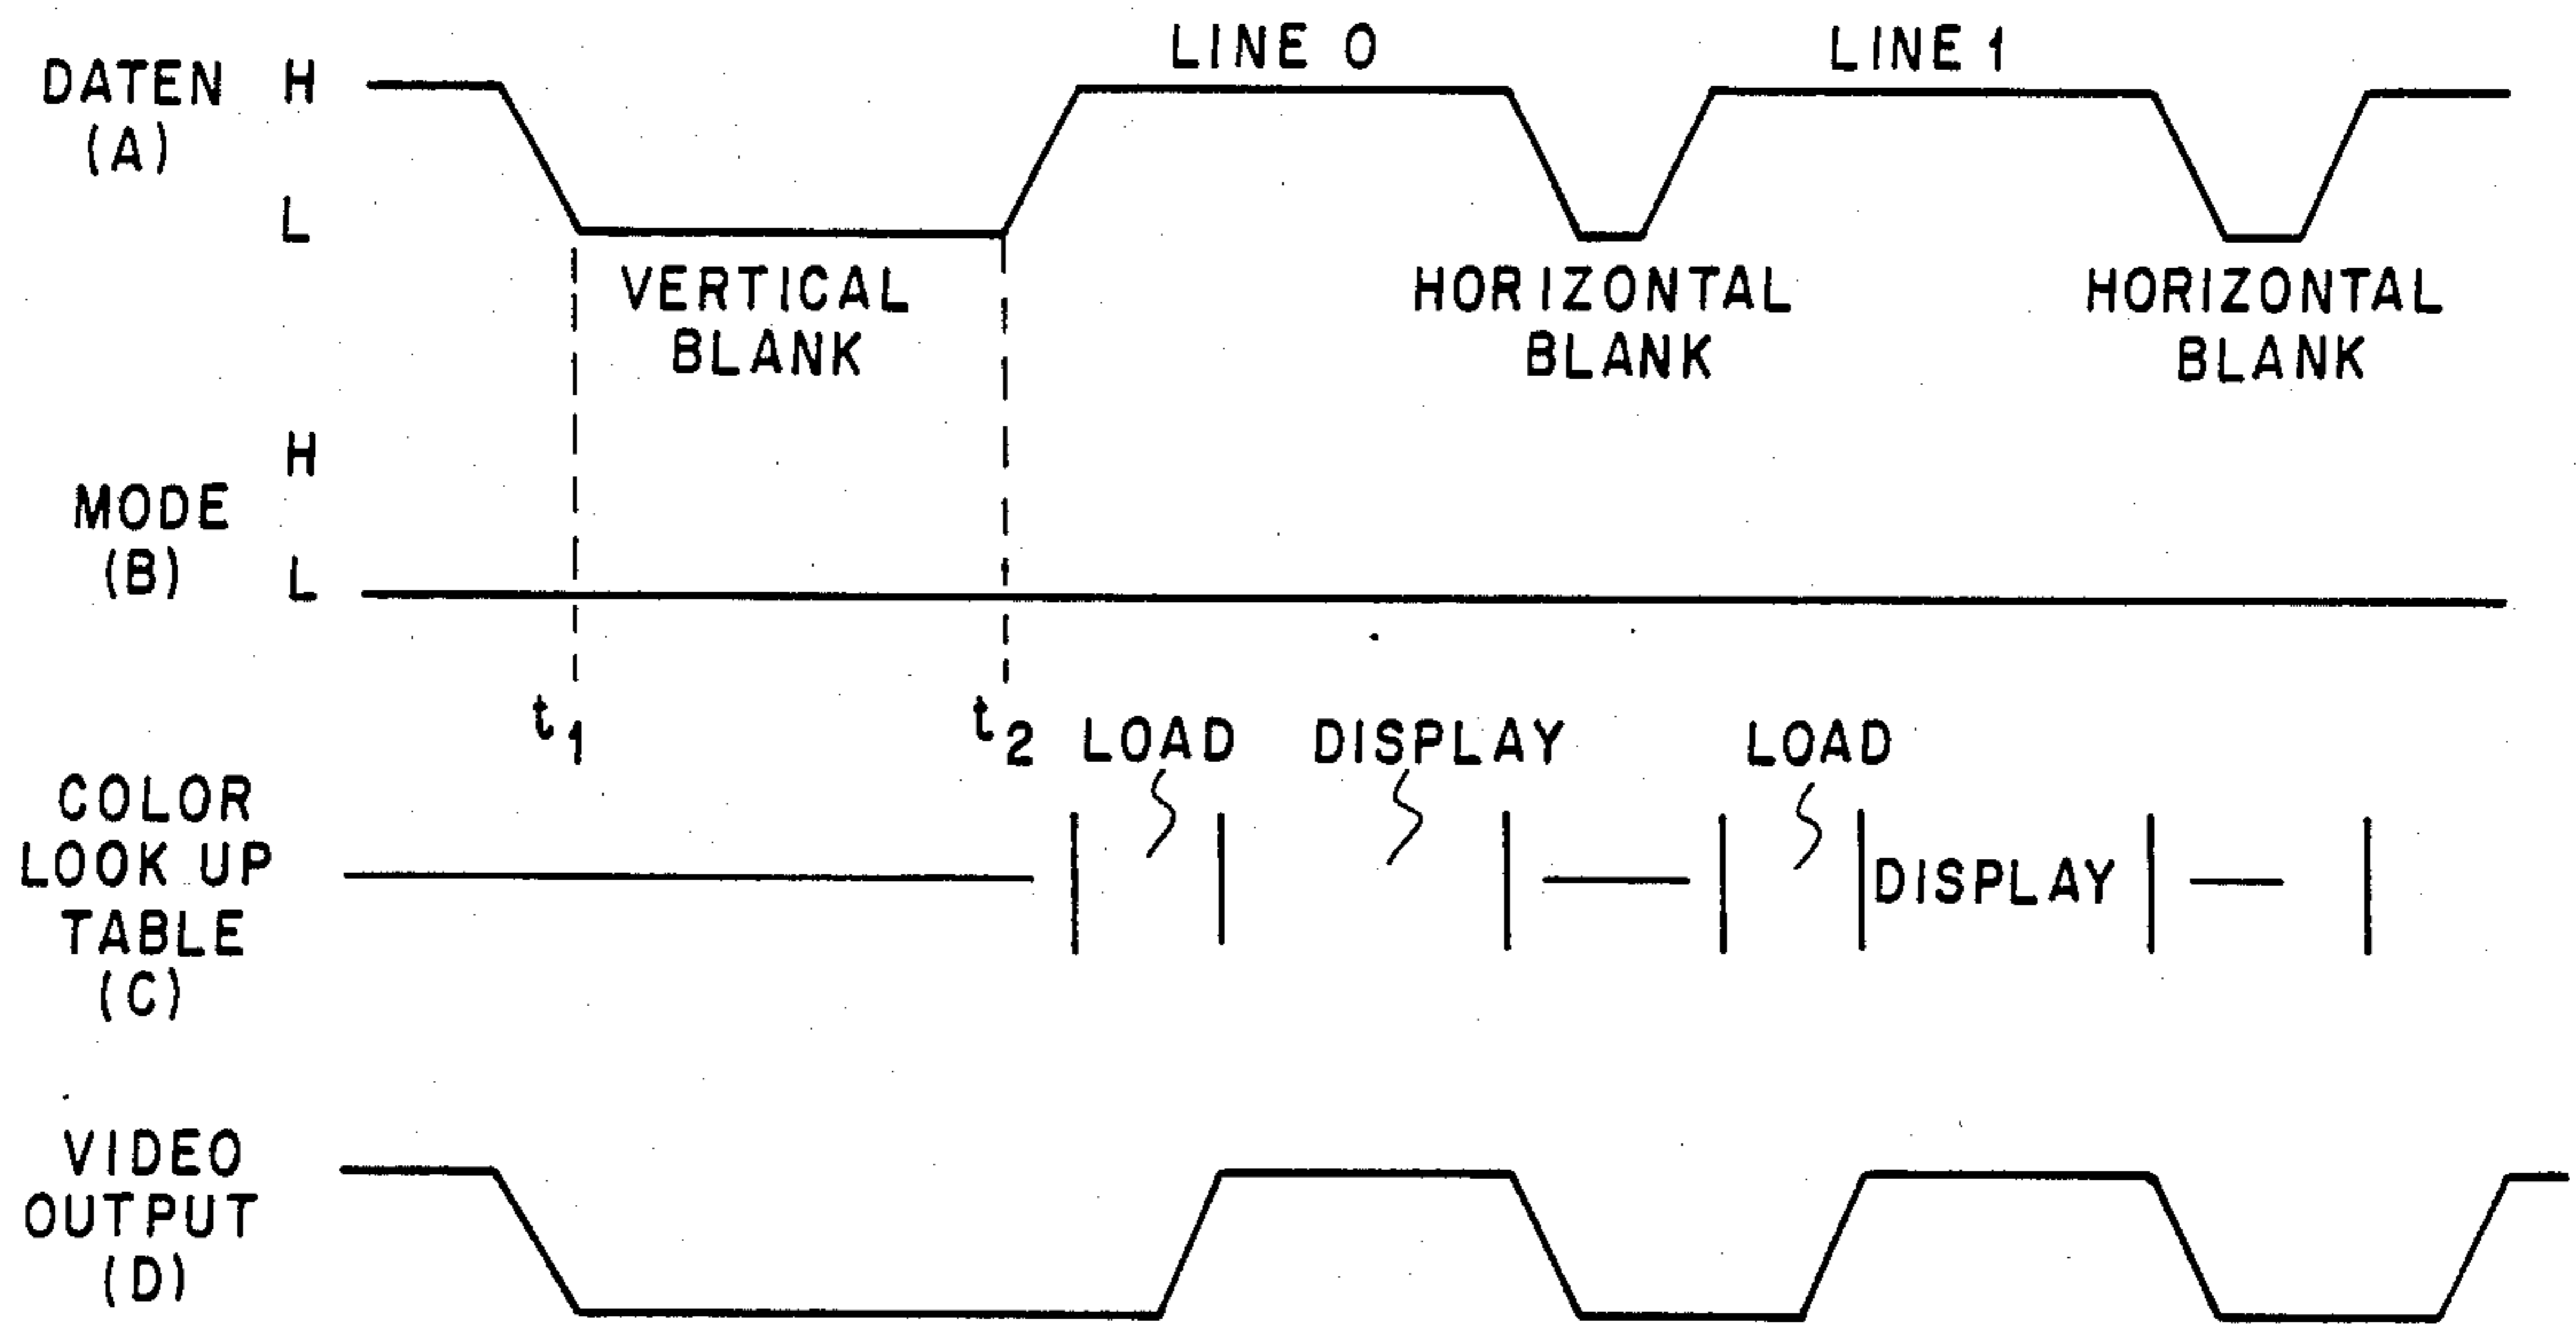 LINE 0
LINE 1
DATEN H
(A)
L
VERTICAL
BLANK
HORIZONTAL
BLANK
HORIZONTAL
BLANK
H
MODE
(B)
L
t1
t2
LOAD
DISPLAY
LOAD
COLOR
LOOK UP
TABLE
(C)
DISPLAY
VIDEO
OUTPUT
(D)